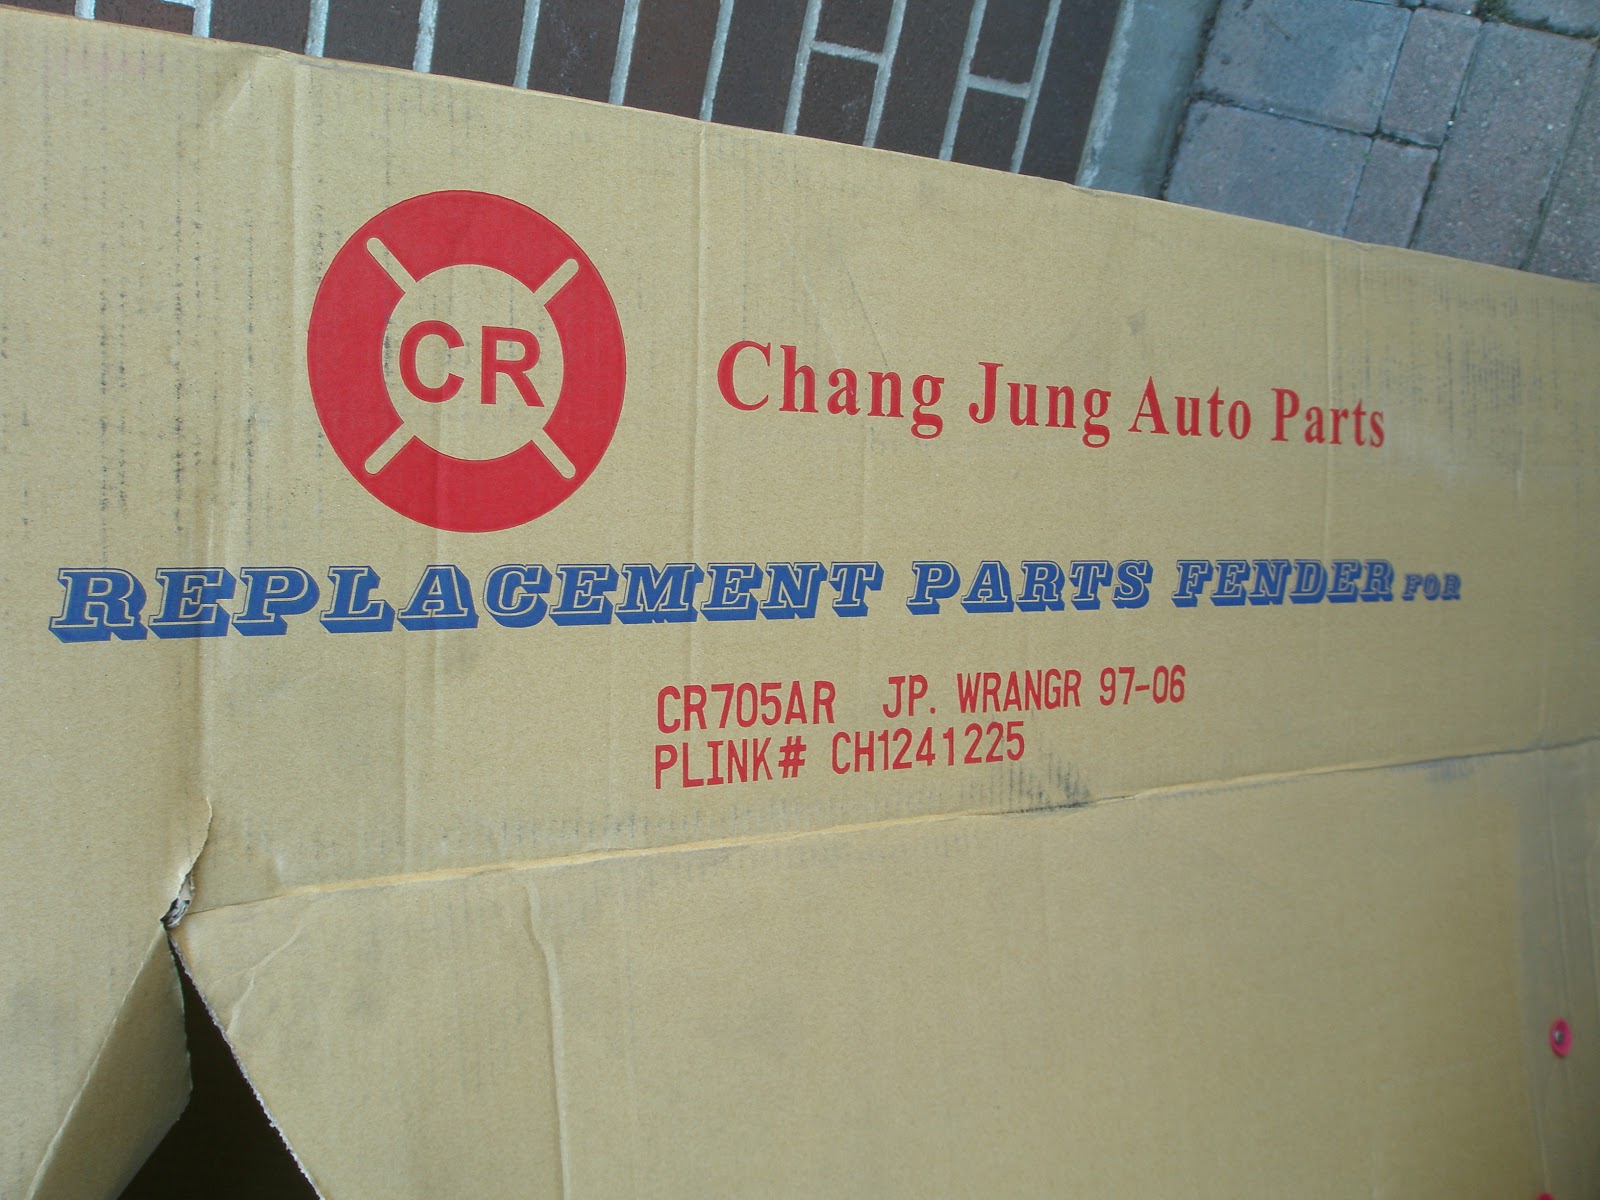 CR
Chang Jung Auto Parts
REPLACEMENT PARTS FENDER FOR
CR705AR JP. WRANGR 97-06
PLINK# CH1241225